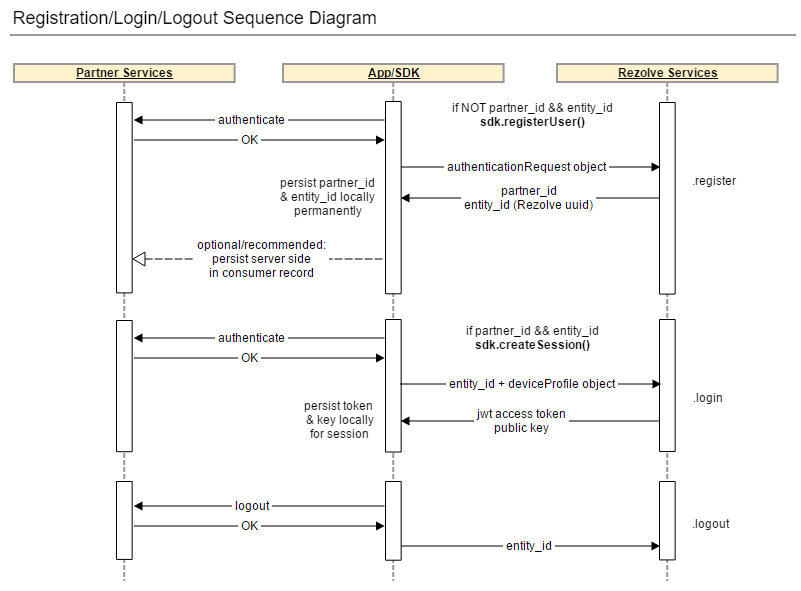 Registration/Login/Logout Sequence Diagram
Partner Services
App/SDK
Rezolve Services
authenticate
OK
if NOT partner_id && entity_id
sdk.registerUser()
authenticationRequest object
partner_id
entity_id (Rezolve uuid)
.register
persist partner_id
& entity_id locally
permanently
optional/recommended:
persist server side
in consumer record
authenticate
OK
if partner_id && entity_id
sdk.createSession()
entity_id + deviceProfile object
jwt access token
public key
.login
persist token
& key locally
for session
logout
OK
entity_id
.logout